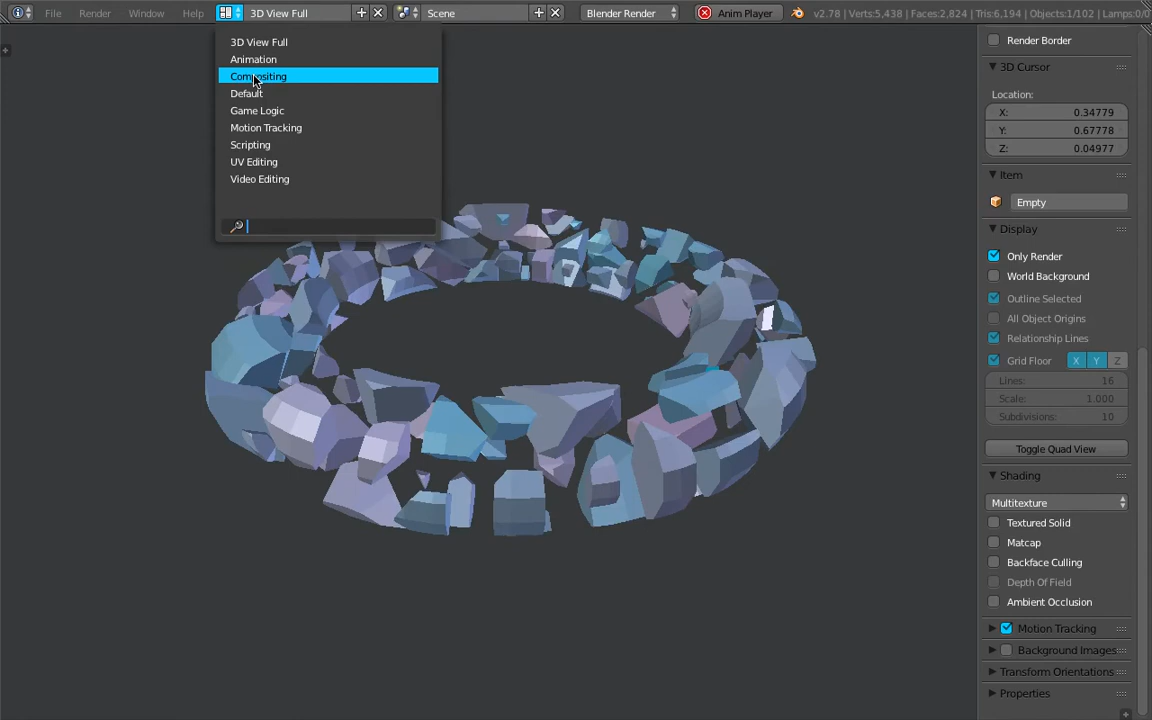 File Render Window Help 3D View Full Scene Blender Render Anim Player v2.78 | Verts:5,438 | Faces:2,824 | Tris:6,194 | Objects:1/102 | Lamps:0/0
3D View Full
Animation
Compositing
Default
Game Logic
Motion Tracking
Scripting
UV Editing
Video Editing
Render Border
3D Cursor
Location:
X: 0.34779
Y: 0.67778
Z: 0.04977
Item
Empty
Display
Only Render
World Background
Outline Selected
All Object Origins
Relationship Lines
Grid Floor X Y Z
Lines: 16
Scale: 1.000
Subdivisions: 10
Toggle Quad View
Shading
Multitexture
Textured Solid
Matcap
Backface Culling
Depth Of Field
Ambient Occlusion
Motion Tracking
Background Images
Transform Orientations
Properties